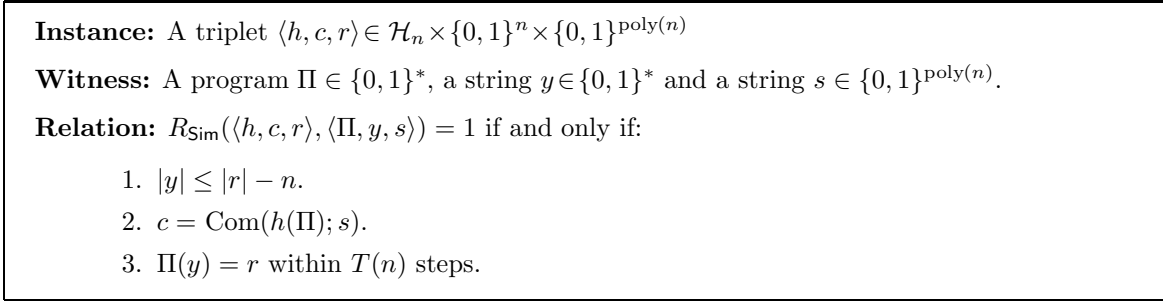 Instance: A triplet ⟨h, c, r⟩ ∈ ℋₙ × {0, 1}ⁿ × {0, 1}^poly(n)
Witness: A program Π ∈ {0, 1}*, a string y ∈ {0, 1}* and a string s ∈ {0, 1}^poly(n).
Relation: R_Sim(⟨h, c, r⟩, ⟨Π, y, s⟩) = 1 if and only if:
1. |y| ≤ |r| − n.
2. c = Com(h(Π); s).
3. Π(y) = r within T(n) steps.